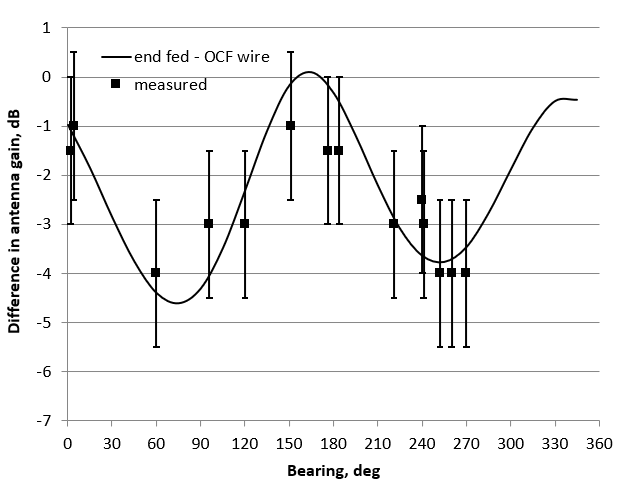 1
0
-1
-2
-3
-4
-5
-6
-7
Difference in antenna gain, dB
end fed - OCF wire
measured
0 30 60 90 120 150 180 210 240 270 300 330 360
Bearing, deg